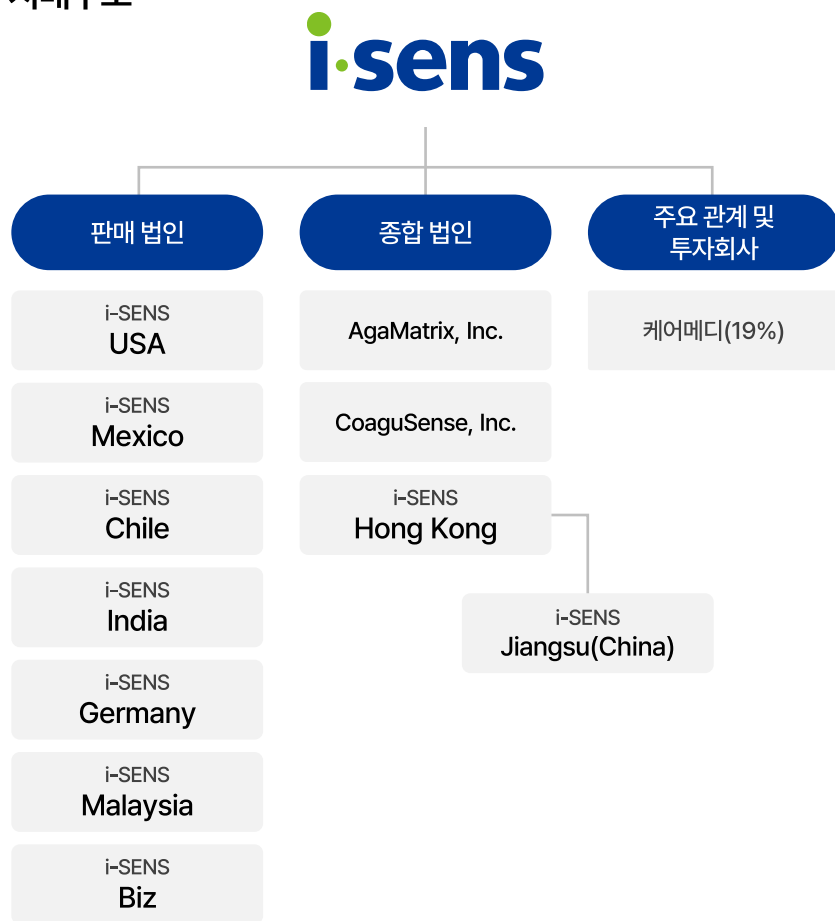 i·sens
판매 법인
i-SENS
USA
i-SENS
Mexico
i-SENS
Chile
i-SENS
India
i-SENS
Germany
i-SENS
Malaysia
i-SENS
Biz
종합 법인
AgaMatrix, Inc.
CoaguSense, Inc.
i-SENS
Hong Kong
i-SENS
Jiangsu(China)
주요 관계 및
투자회사
케어메디(19%)